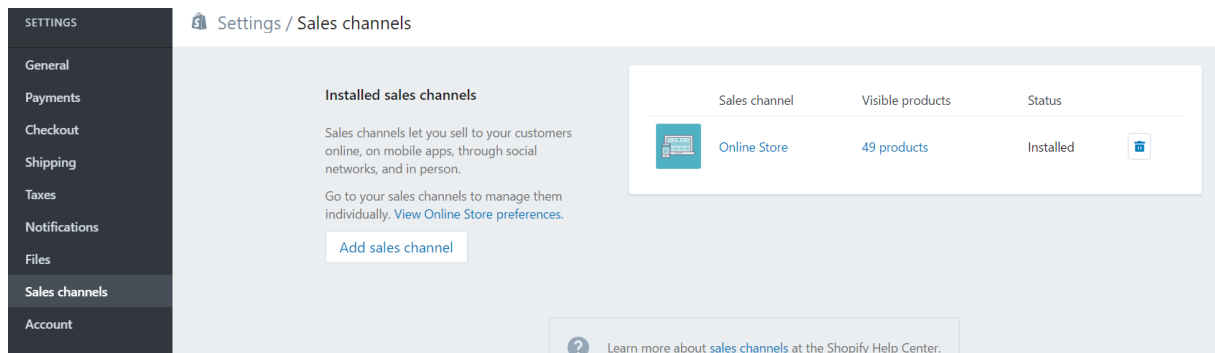 SETTINGS
General
Payments
Checkout
Shipping
Taxes
Notifications
Files
Sales channels
Account
Settings / Sales channels
Installed sales channels
Sales channels let you sell to your customers
online, on mobile apps, through social
networks, and in person.
Go to your sales channels to manage them
individually. View Online Store preferences.
Add sales channel
Sales channel Visible products Status
Online Store 49 products Installed
? Learn more about sales channels at the Shopify Help Center.